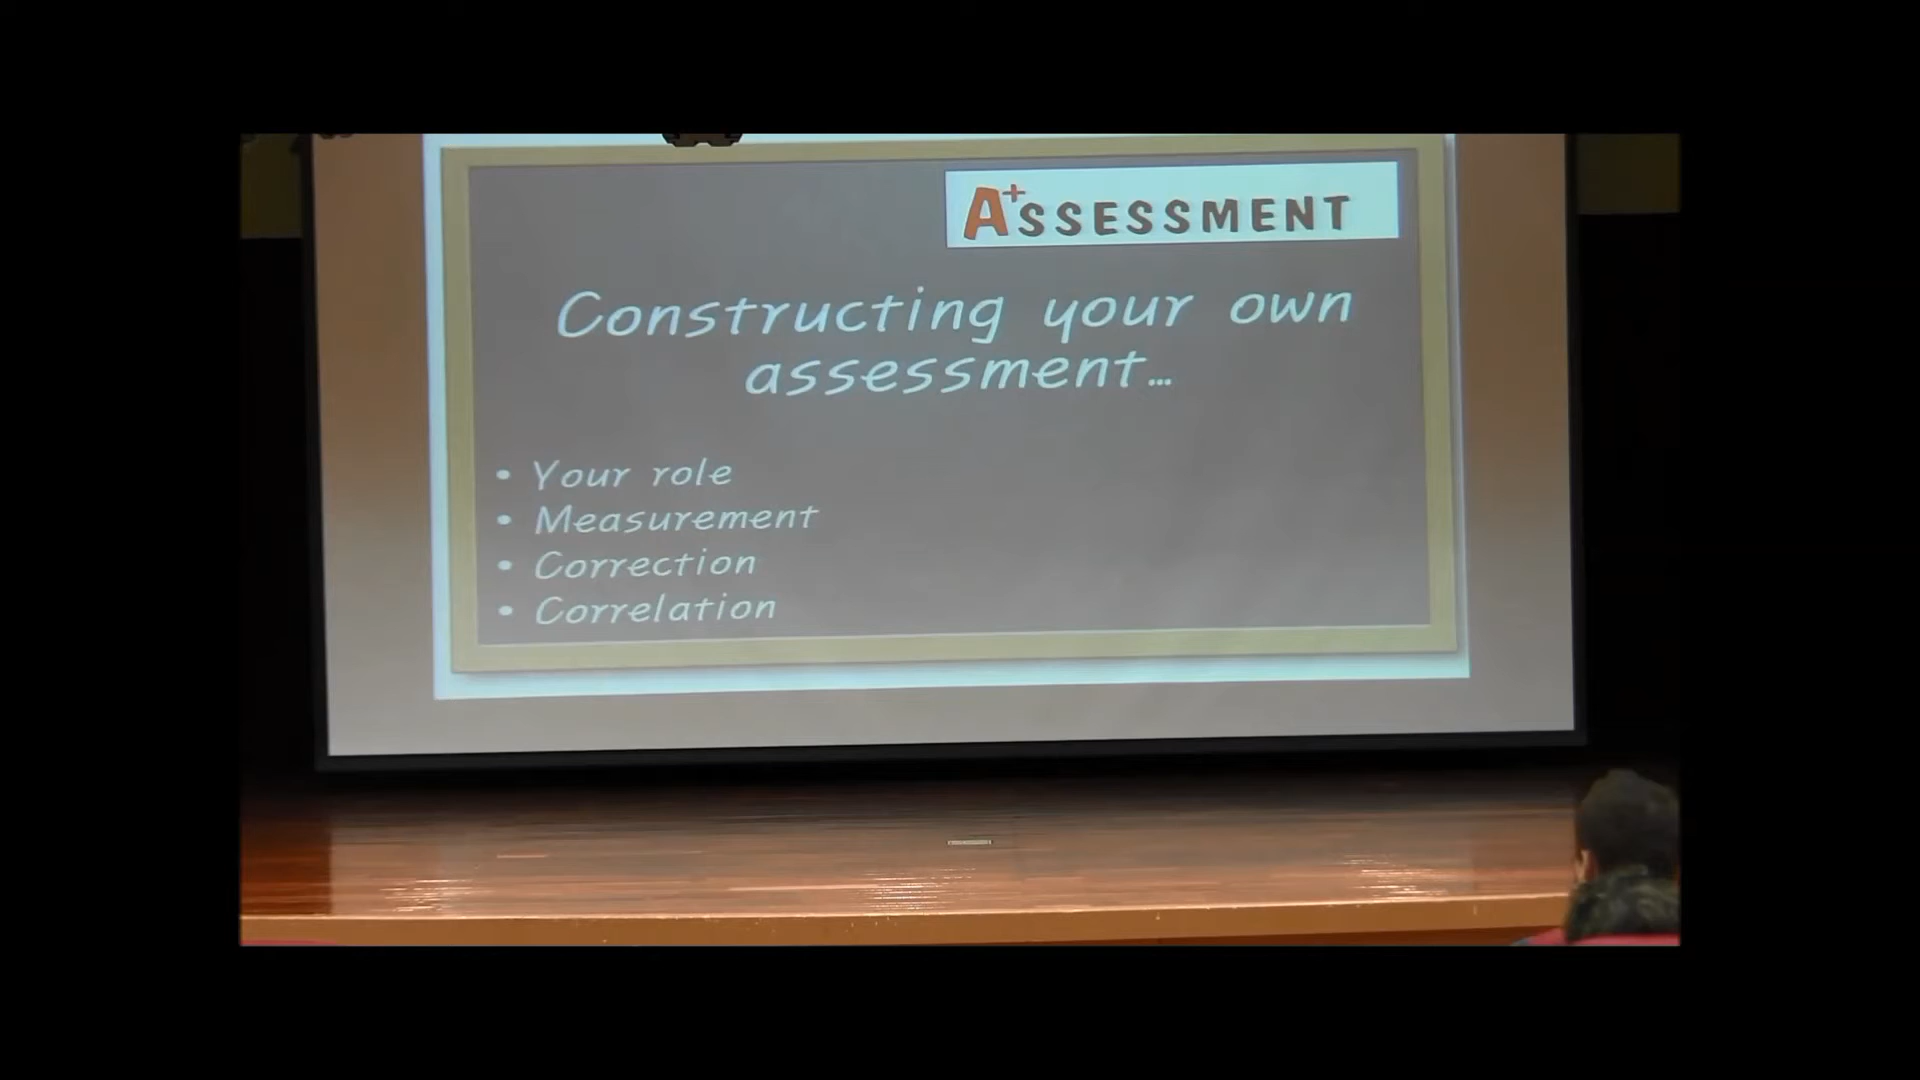 A+SSESSMENT
Constructing your own
assessment...
• Your role
• Measurement
• Correction
• Correlation